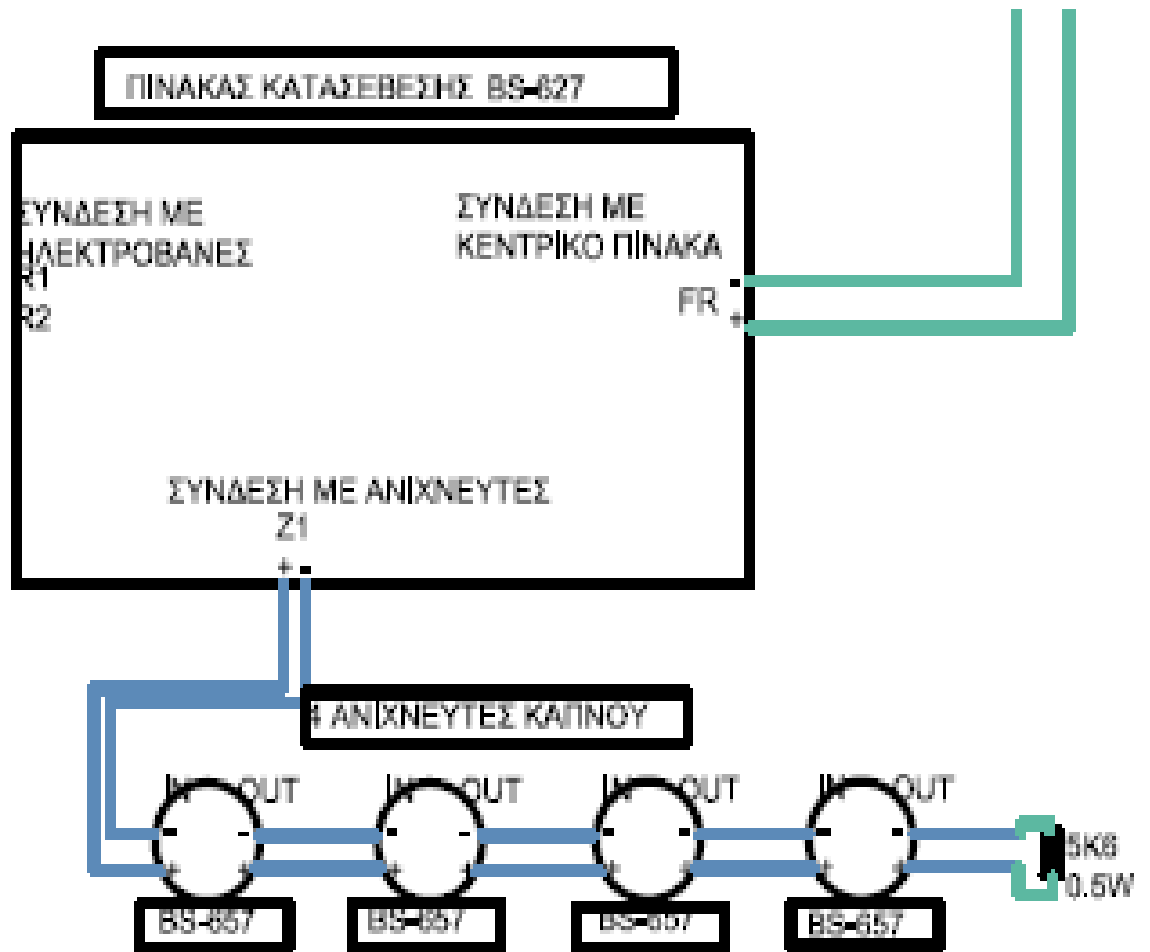 ΠΙΝΑΚΑΣ ΚΑΤΑΣΕΒΕΣΗΣ BS-627
ΣΥΝΔΕΣΗ ΜΕ
ΗΛΕΚΤΡΟΒΑΝΕΣ
R1
R2
ΣΥΝΔΕΣΗ ΜΕ
ΚΕΝΤΡΙΚΟ ΠΙΝΑΚΑ
-
FR
+
ΣΥΝΔΕΣΗ ΜΕ ΑΝΙΧΝΕΥΤΕΣ
Z1
+ -
4 ΑΝΙΧΝΕΥΤΕΣ ΚΑΠΝΟΥ
IN OUT IN OUT IN OUT IN OUT
- - - - - - - -
+ + + + + + + +
5K6
0.5W
BS-657 BS-657 BS-657 BS-657